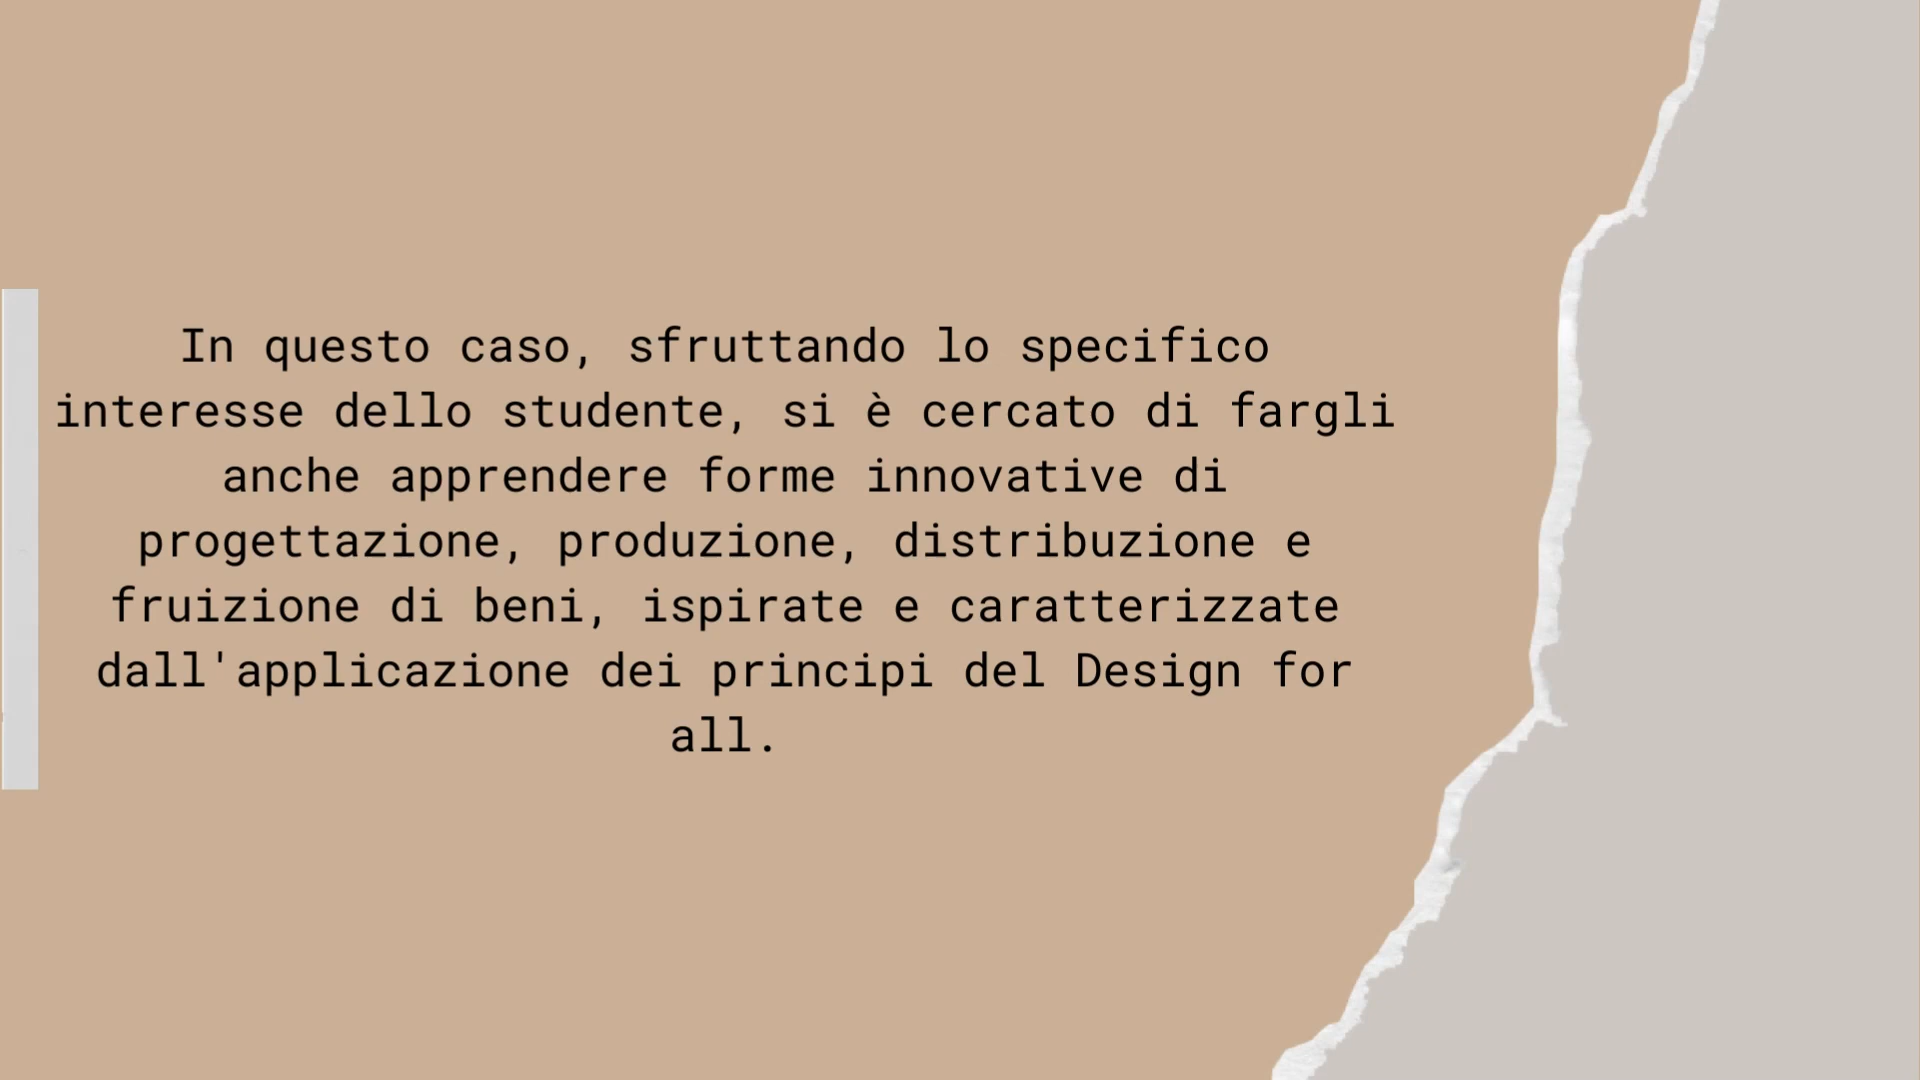 In questo caso, sfruttando lo specifico
interesse dello studente, si è cercato di fargli
anche apprendere forme innovative di
progettazione, produzione, distribuzione e
fruizione di beni, ispirate e caratterizzate
dall'applicazione dei principi del Design for
all.